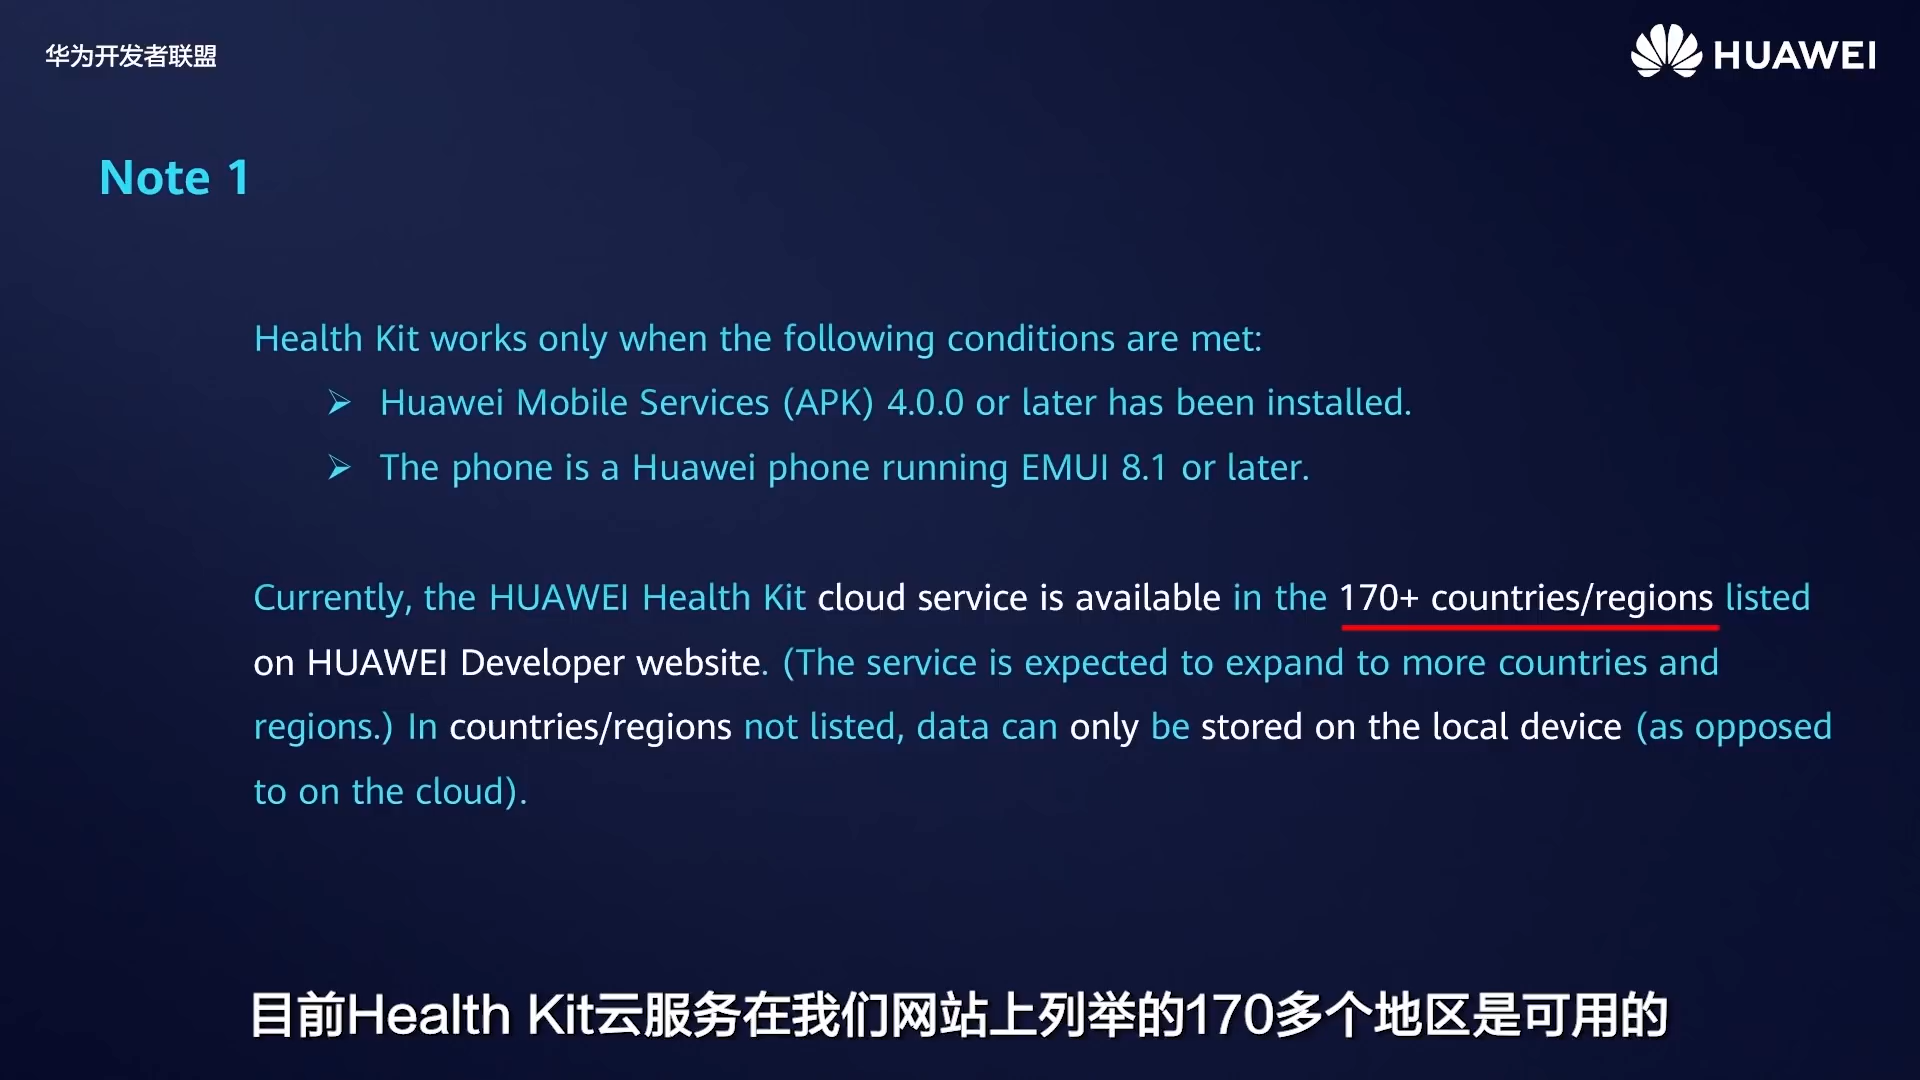 华为开发者联盟
HUAWEI
Note 1
Health Kit works only when the following conditions are met:
➢ Huawei Mobile Services (APK) 4.0.0 or later has been installed.
➢ The phone is a Huawei phone running EMUI 8.1 or later.
Currently, the HUAWEI Health Kit cloud service is available in the 170+ countries/regions listed
on HUAWEI Developer website. (The service is expected to expand to more countries and
regions.) In countries/regions not listed, data can only be stored on the local device (as opposed
to on the cloud).
目前Health Kit云服务在我们网站上列举的170多个地区是可用的